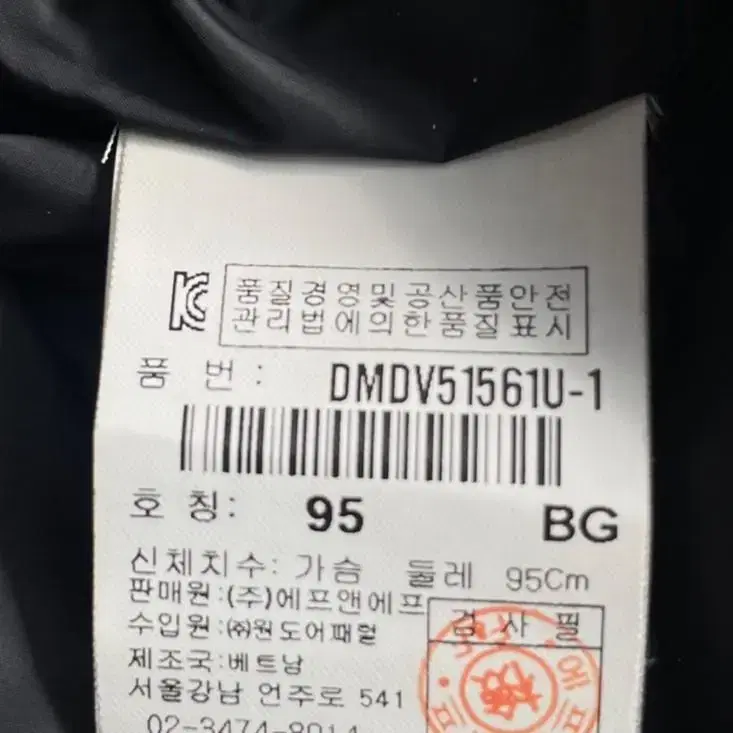 품질경영및공산품안전
관리법에의한품질표시
품 번 : DMDV51561U-1
호 칭: 95 BG
신체치수: 가슴 둘레 95Cm
판매원:(주)에프앤에프
수입원:㈜원도어패럴
제조국:베트남
서울강남 언주로 541
02-3474-8014
검 사 필